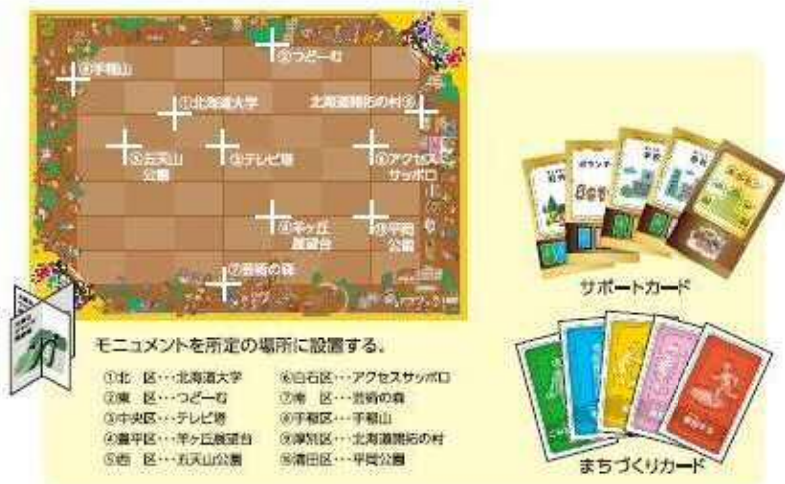 ②つどーむ
⑧手稲山
①北海道大学
北海道開拓の村⑨
⑤五天山
公園
③テレビ塔
⑥アクセス
サッポロ
④羊ヶ丘
展望台
⑩平岡
公園
⑦芸術の森
サポートカード
モニュメントを所定の場所に設置する。
①北　区…北海道大学
②東　区…つどーむ
③中央区…テレビ塔
④豊平区…羊ヶ丘展望台
⑤西　区…五天山公園
⑥白石区…アクセスサッポロ
⑦南　区…芸術の森
⑧手稲区…手稲山
⑨厚別区…北海道開拓の村
⑩清田区…平岡公園
まちづくりカード